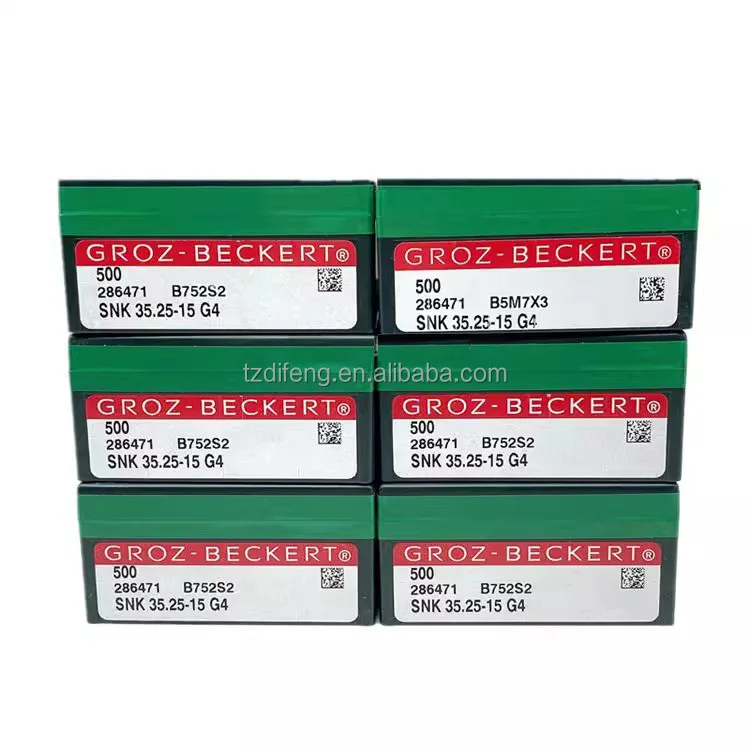 GROZ-BECKERT®
500
286471 B752S2
SNK 35.25-15 G4
GROZ-BECKERT®
500
286471 B5M7X3
SNK 35.25-15 G4
tzdifeng.en.alibaba.com
GROZ-BECKERT®
500
286471 B752S2
SNK 35.25-15 G4
GROZ-BECKERT®
500
286471 B752S2
SNK 35.25-15 G4
GROZ-BECKERT®
500
286471 B752S2
SNK 35.25-15 G4
GROZ-BECKERT®
500
286471 B752S2
SNK 35.25-15 G4